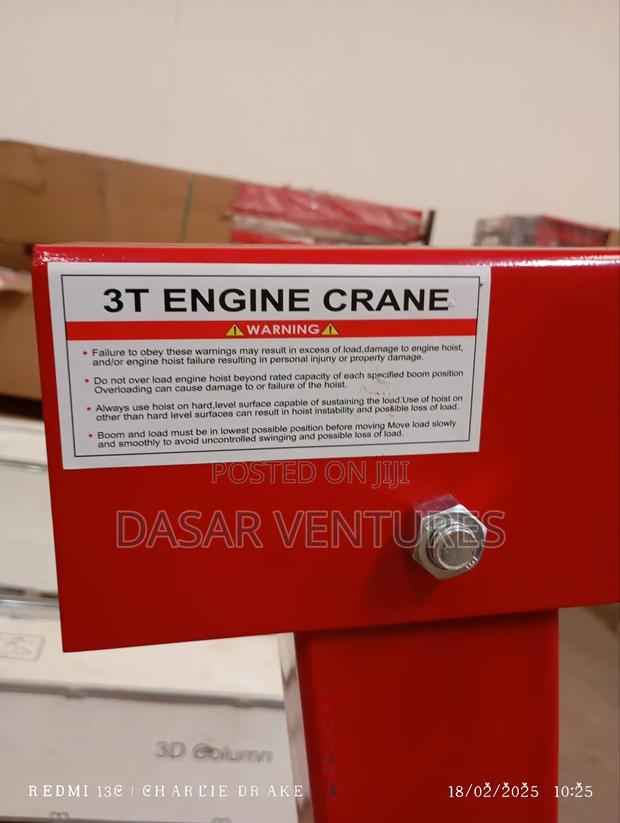 3T ENGINE CRANE
WARNING
• Failure to obey these warnings may result in excess of load,damage to engine hoist,
and/or engine hoist failure resulting in personal injury or property damage.
• Do not over load engine hoist beyond rated capacity of each specified boom position
Overloading can cause damage to or failure of the hoist.
• Always use hoist on hard,level surface capable of sustaining the load.Use of hoist on
other than hard level surfaces can result in hoist instability and possible loss of load.
• Boom and load must be in lowest possible position before moving Move load slowly
and smoothly to avoid uncontrolled swinging and possible loss of load.
POSTED ON JIJI
DASAR VENTURES
3D Column
REDMI 13C | CHARLIE DRAKE
18/02/2025 10:25